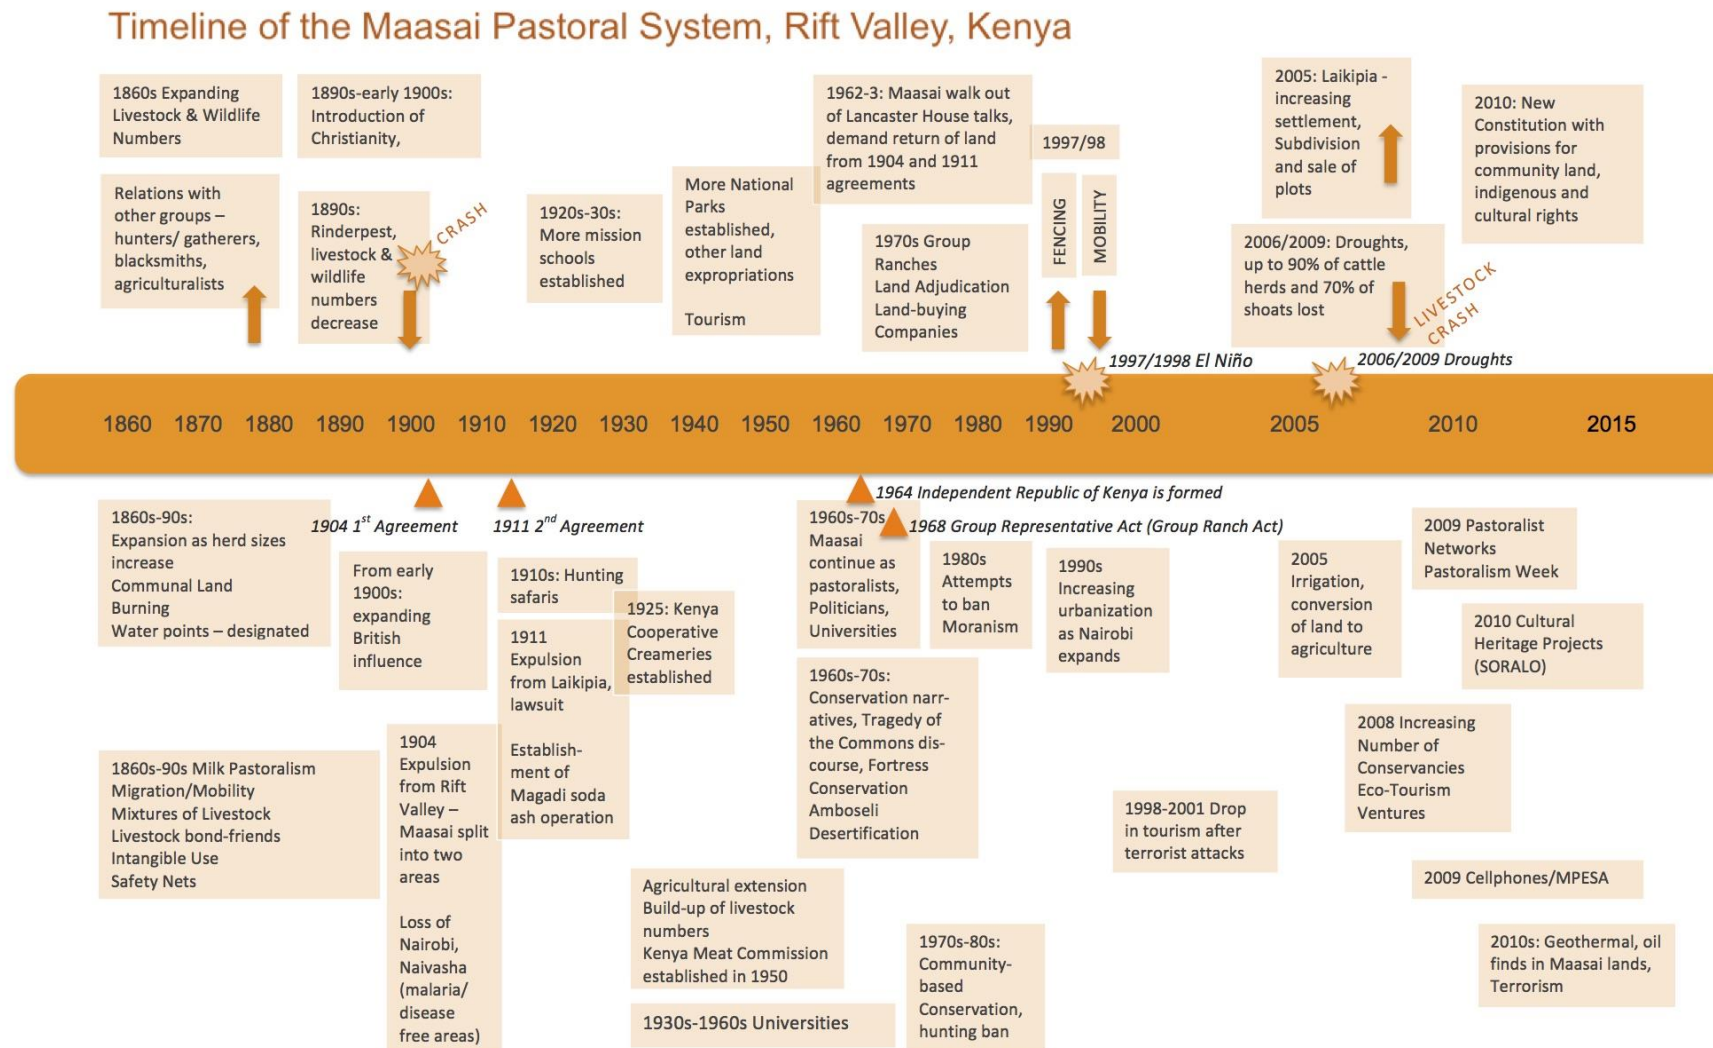 Timeline of the Maasai Pastoral System, Rift Valley, Kenya
1860s Expanding
Livestock & Wildlife
Numbers
Relations with
other groups –
hunters/ gatherers,
blacksmiths,
agriculturalists
1890s-early 1900s:
Introduction of
Christianity,
1890s:
Rinderpest,
livestock &
wildlife
numbers
decrease
CRASH
1920s-30s:
More mission
schools
established
More National
Parks
established,
other land
expropriations
Tourism
1962-3: Maasai walk out
of Lancaster House talks,
demand return of land
from 1904 and 1911
agreements
1970s Group
Ranches
Land Adjudication
Land-buying
Companies
1997/98
FENCING
MOBILITY
1997/1998 El Niño
2005: Laikipia -
increasing
settlement,
Subdivision
and sale of
plots
2006/2009: Droughts,
up to 90% of cattle
herds and 70% of
shoats lost
LIVESTOCK
CRASH
2006/2009 Droughts
2010: New
Constitution with
provisions for
community land,
indigenous and
cultural rights
1860 1870 1880 1890 1900 1910 1920 1930 1940 1950 1960 1970 1980 1990 2000 2005 2010 2015
1904 1st Agreement
1911 2nd Agreement
1964 Independent Republic of Kenya is formed
1968 Group Representative Act (Group Ranch Act)
1860s-90s:
Expansion as herd sizes
increase
Communal Land
Burning
Water points – designated
1860s-90s Milk Pastoralism
Migration/Mobility
Mixtures of Livestock
Livestock bond-friends
Intangible Use
Safety Nets
From early
1900s:
expanding
British
influence
1904
Expulsion
from Rift
Valley –
Maasai split
into two
areas
Loss of
Nairobi,
Naivasha
(malaria/
disease
free areas)
1910s: Hunting
safaris
1911
Expulsion
from Laikipia,
lawsuit
Establish-
ment of
Magadi soda
ash operation
1925: Kenya
Cooperative
Creameries
established
Agricultural extension
Build-up of livestock
numbers
Kenya Meat Commission
established in 1950
1930s-1960s Universities
1960s-70s
Maasai
continue as
pastoralists,
Politicians,
Universities
1960s-70s:
Conservation narr-
atives, Tragedy of
the Commons dis-
course, Fortress
Conservation
Amboseli
Desertification
1970s-80s:
Community-
based
Conservation,
hunting ban
1980s
Attempts
to ban
Moranism
1990s
Increasing
urbanization
as Nairobi
expands
1998-2001 Drop
in tourism after
terrorist attacks
2005
Irrigation,
conversion
of land to
agriculture
2009 Pastoralist
Networks
Pastoralism Week
2010 Cultural
Heritage Projects
(SORALO)
2008 Increasing
Number of
Conservancies
Eco-Tourism
Ventures
2009 Cellphones/MPESA
2010s: Geothermal, oil
finds in Maasai lands,
Terrorism